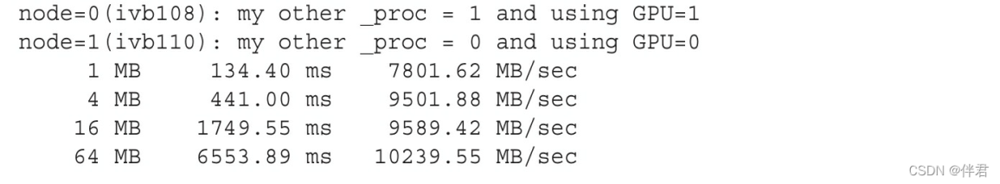 node=0(ivb108): my other _proc = 1 and using GPU=1
node=1(ivb110): my other _proc = 0 and using GPU=0
1 MB 134.40 ms 7801.62 MB/sec
4 MB 441.00 ms 9501.88 MB/sec
16 MB 1749.55 ms 9589.42 MB/sec
64 MB 6553.89 ms 10239.55 MB/sec
CSDN @伴君